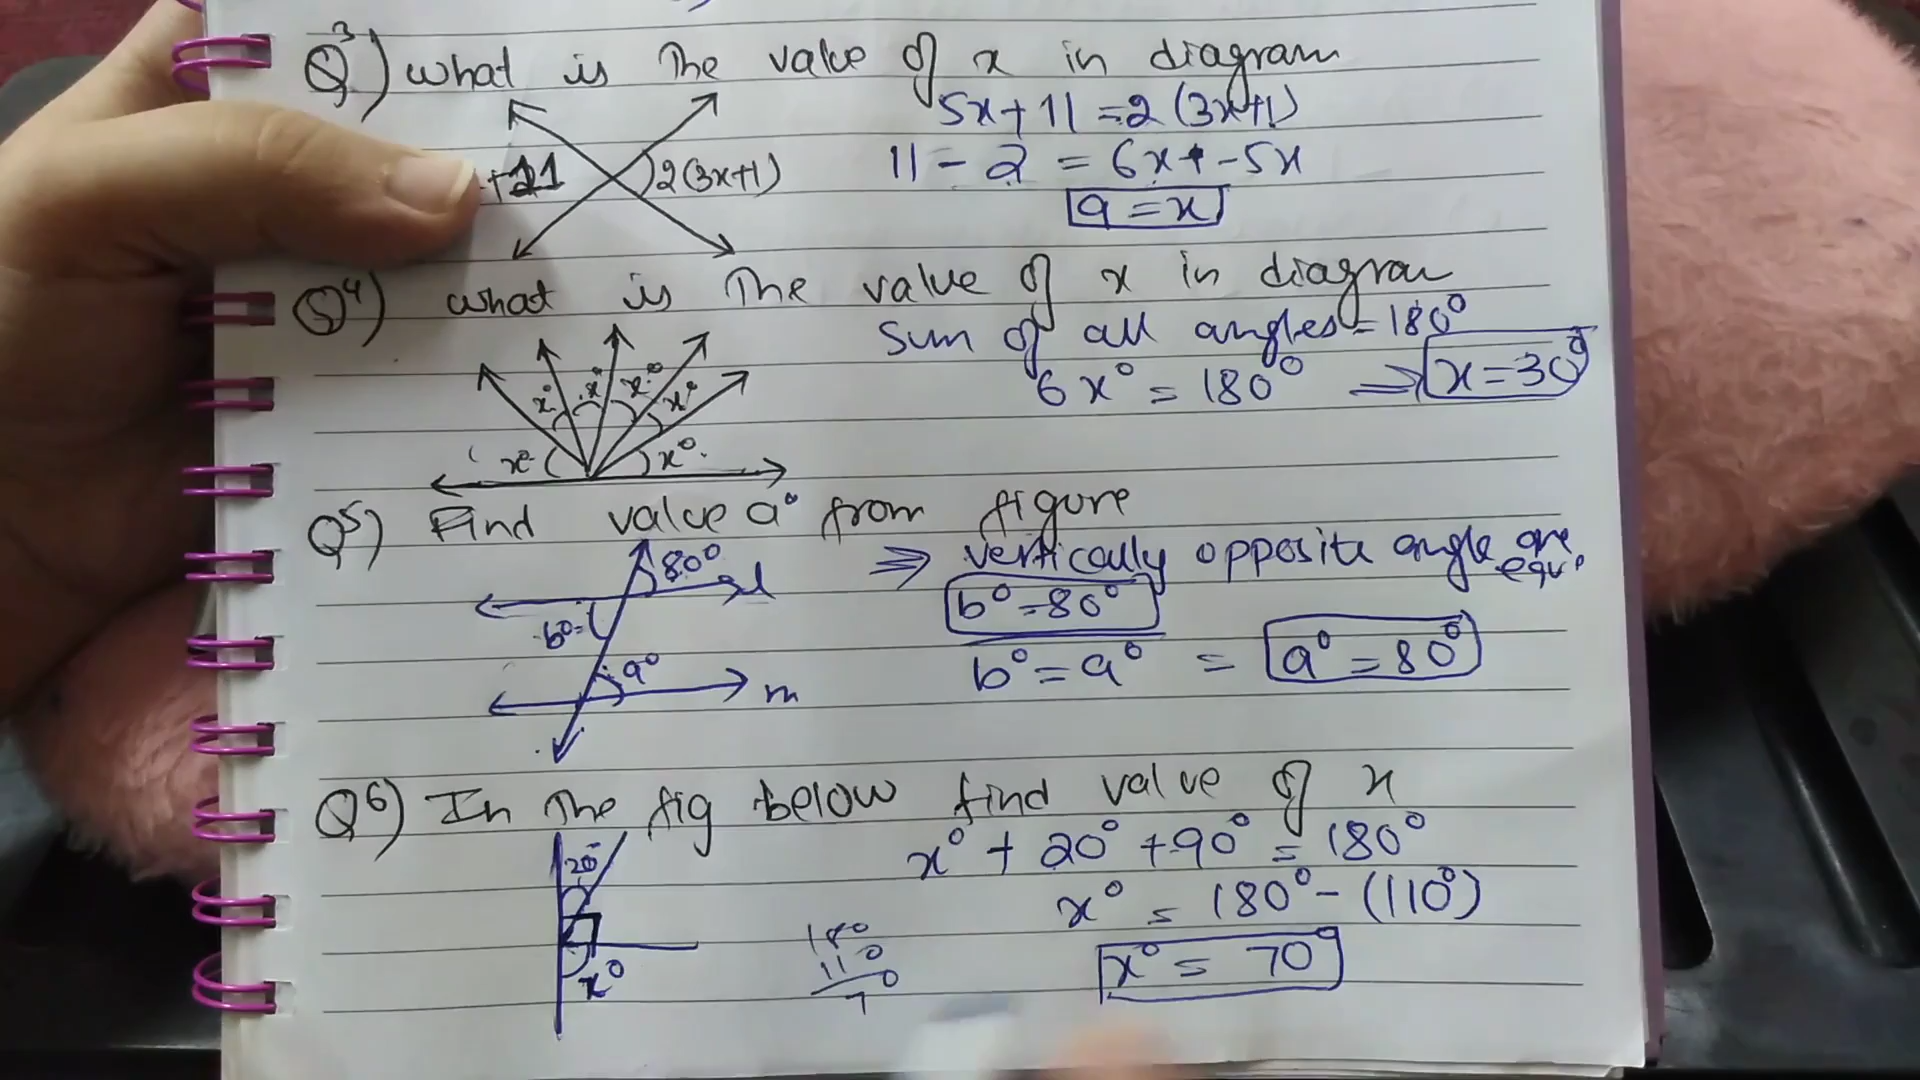 Q3) what is the value of x in diagram
5x+11 = 2(3x+1)
+11 2(3x+1)
11 - 2 = 6x - 5x
9 = x
Q4) what is the value of x in diagram
Sum of all angles = 180°
x° x° x° x°
6x° = 180° ⇒ x = 30°
x° x°
Q5) Find value a° from figure
80° l ⇒ vertically opposite angle are equ.
b° b° = 80°
a° m b° = a° = a° = 80°
Q6) In the fig below find value of x
20° x° + 20° + 90° = 180°
x° = 180° - (110°)
180
110
70
x° x° = 70°